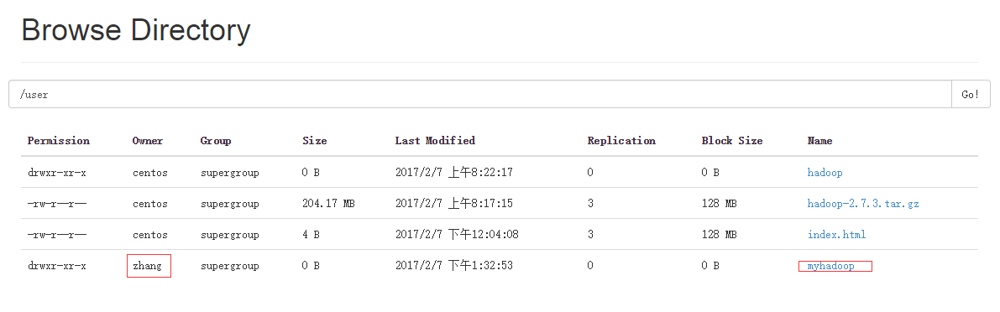 Browse Directory
/user Go!
Permission Owner Group Size Last Modified Replication Block Size Name
drwxr-xr-x centos supergroup 0 B 2017/2/7 上午8:22:17 0 0 B hadoop
-rw-r--r-- centos supergroup 204.17 MB 2017/2/7 上午8:17:15 3 128 MB hadoop-2.7.3.tar.gz
-rw-r--r-- centos supergroup 4 B 2017/2/7 下午12:04:08 3 128 MB index.html
drwxr-xr-x zhang supergroup 0 B 2017/2/7 下午1:32:53 0 0 B myhadoop